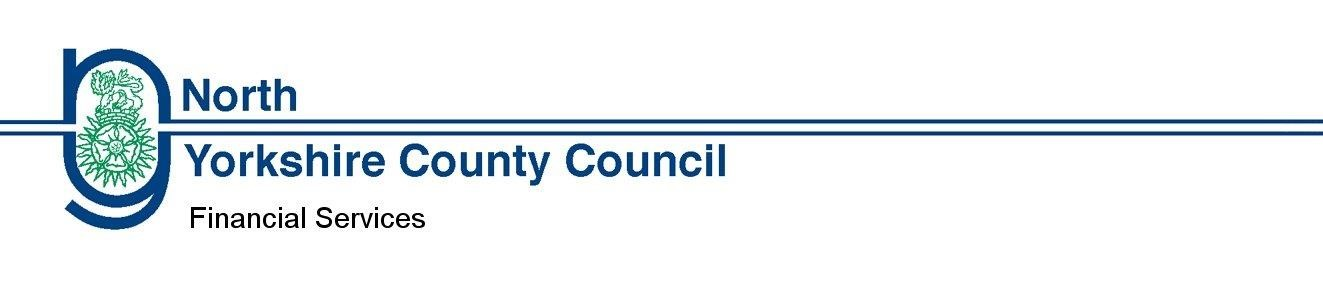 North
Yorkshire County Council
Financial Services